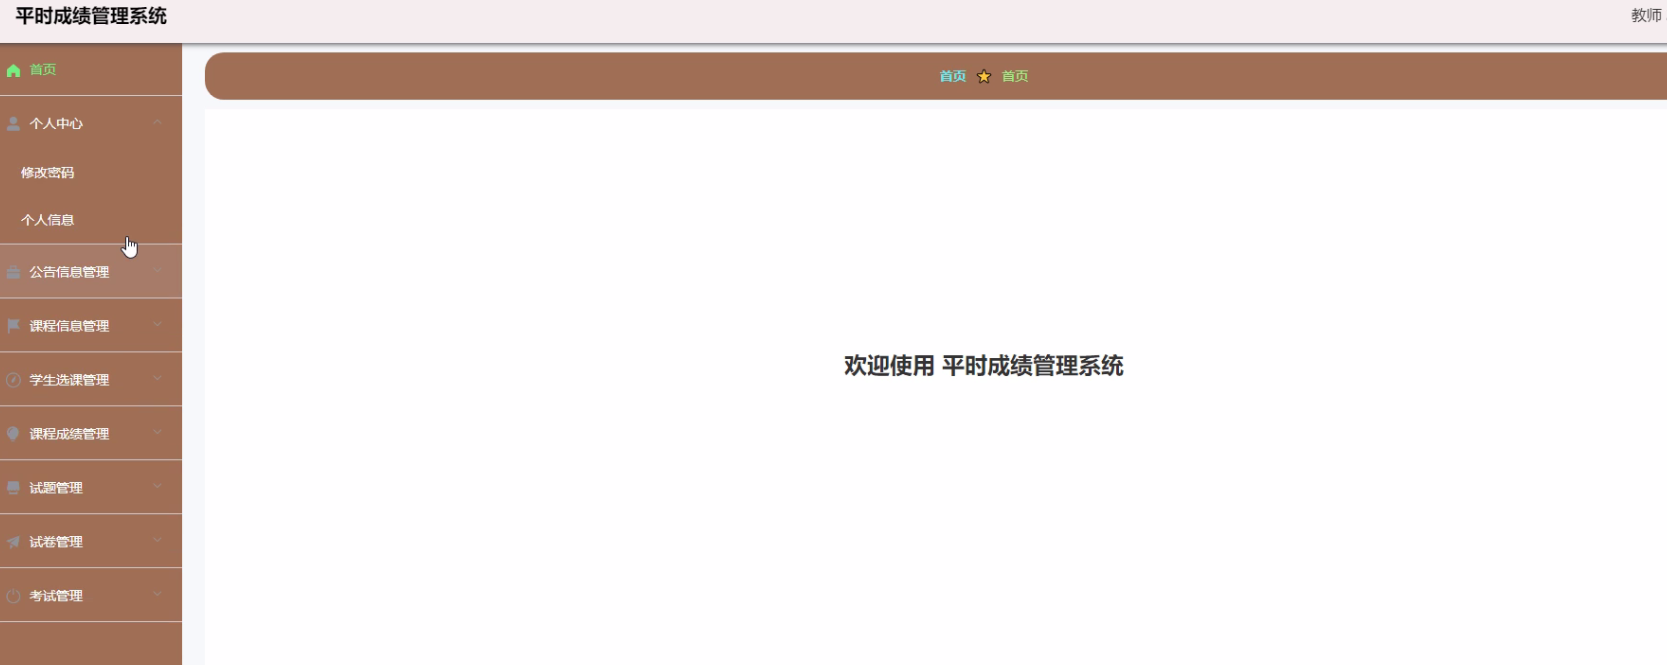 平时成绩管理系统
教师
首页
首页 首页
个人中心
修改密码
个人信息
公告信息管理
课程信息管理
学生选课管理
课程成绩管理
试题管理
试卷管理
考试管理
欢迎使用 平时成绩管理系统